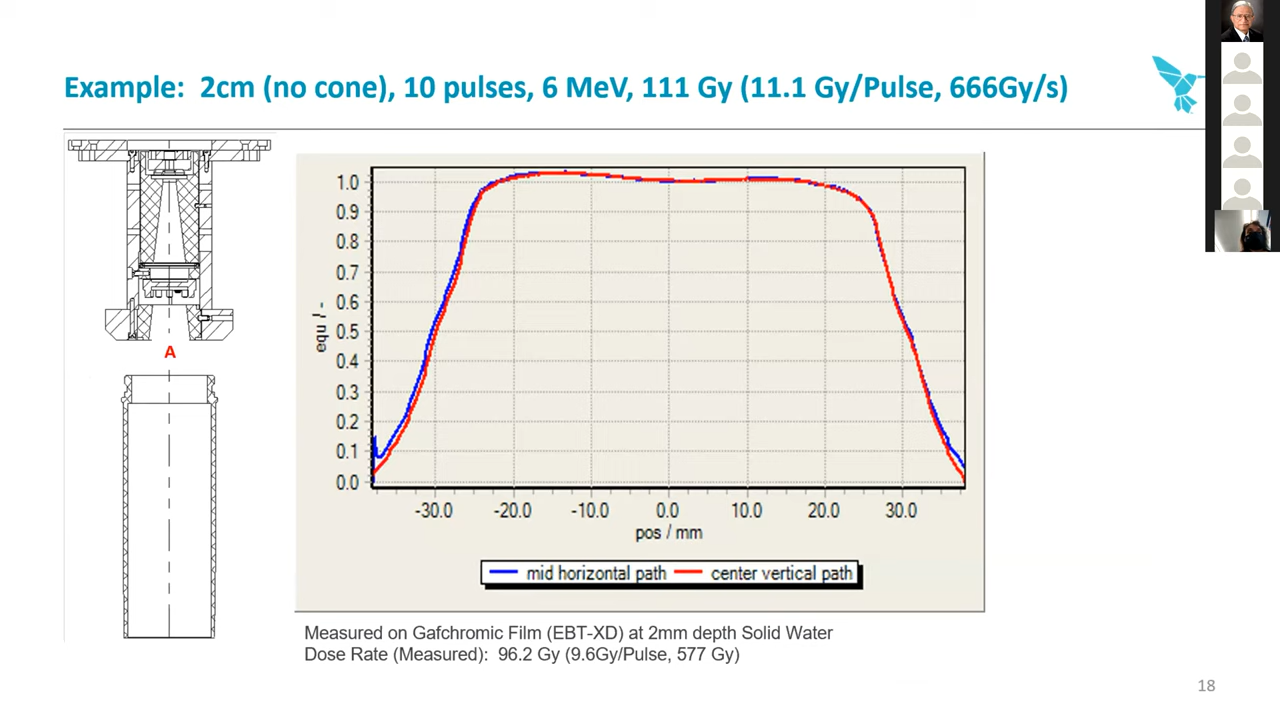 Example: 2cm (no cone), 10 pulses, 6 MeV, 111 Gy (11.1 Gy/Pulse, 666Gy/s)
A
1.0
0.9
0.8
0.7
0.6
0.5
0.4
0.3
0.2
0.1
0.0
equ / -
-30.0 -20.0 -10.0 0.0 10.0 20.0 30.0
pos / mm
mid horizontal path center vertical path
Measured on Gafchromic Film (EBT-XD) at 2mm depth Solid Water
Dose Rate (Measured): 96.2 Gy (9.6Gy/Pulse, 577 Gy)
18